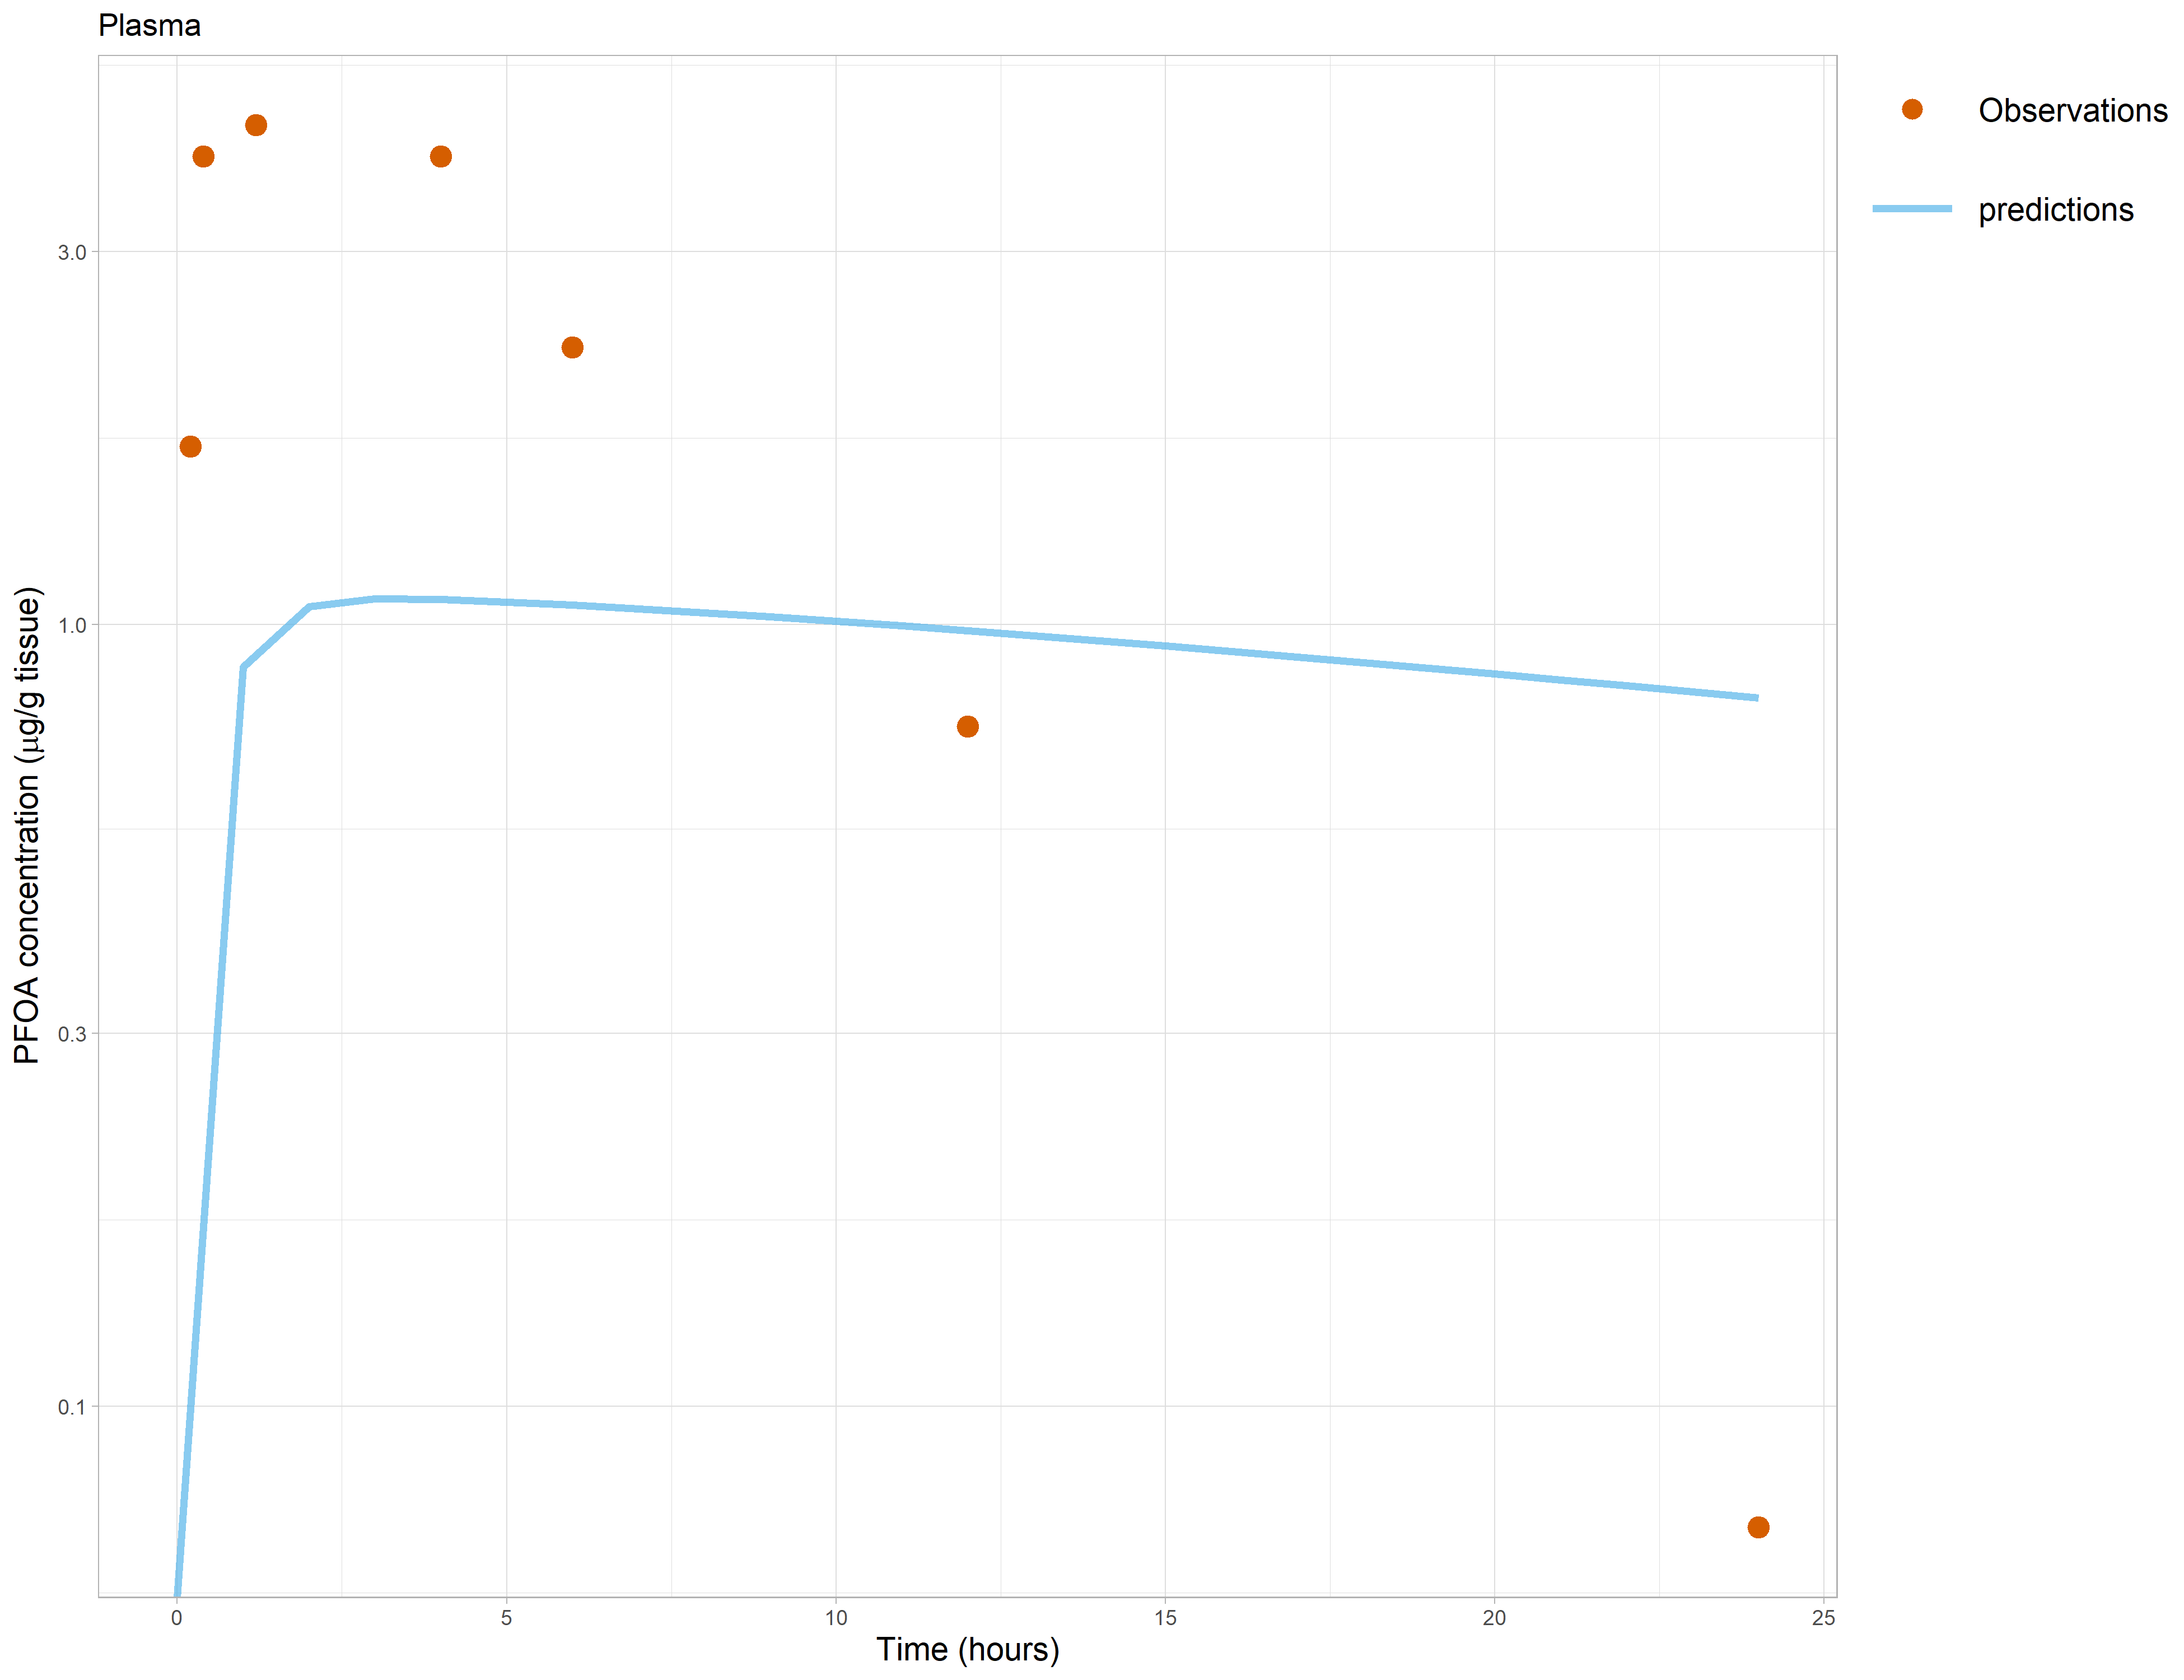 Plasma
Observations
predictions
PFOA concentration (μg/g tissue)
3.0
1.0
0.3
0.1
0 5 10 15 20 25
Time (hours)